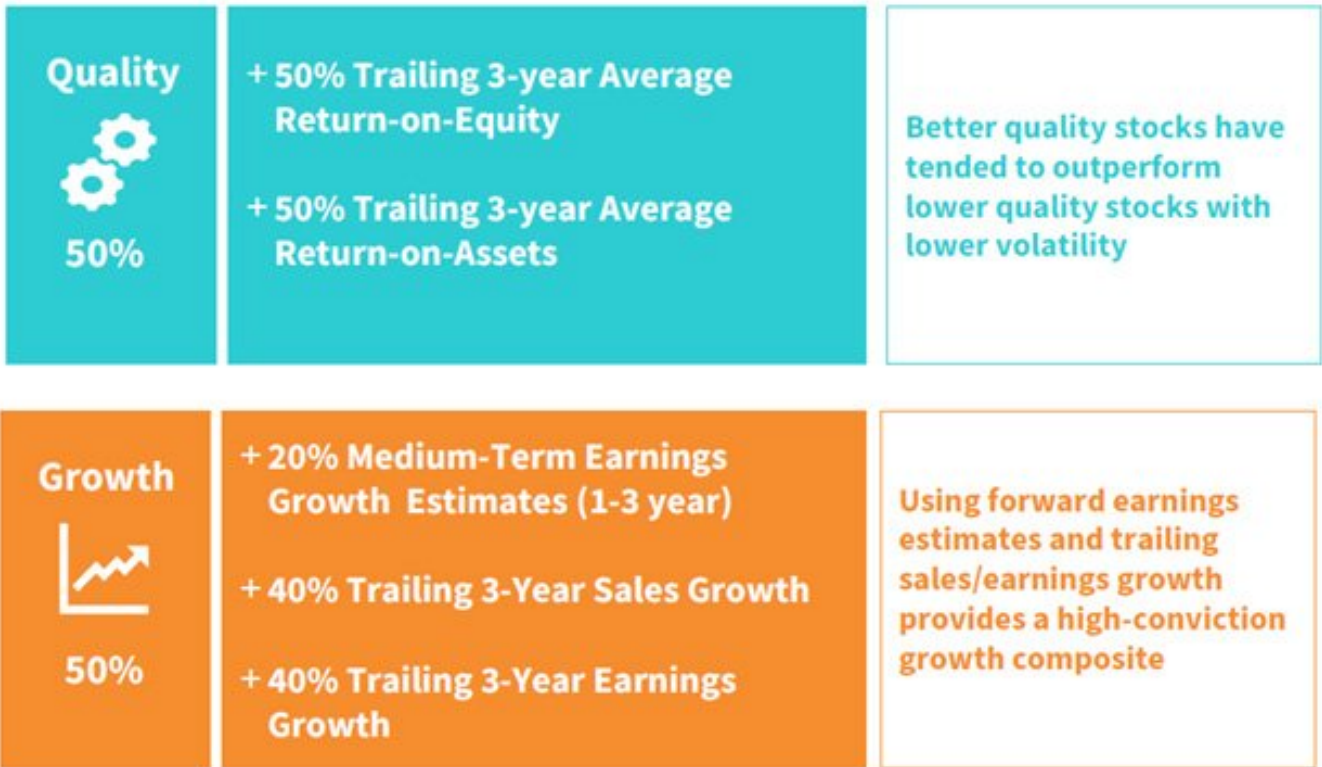 Quality
50%
+ 50% Trailing 3-year Average
Return-on-Equity
+ 50% Trailing 3-year Average
Return-on-Assets
Better quality stocks have
tended to outperform
lower quality stocks with
lower volatility
Growth
50%
+ 20% Medium-Term Earnings
Growth Estimates (1-3 year)
+ 40% Trailing 3-Year Sales Growth
+ 40% Trailing 3-Year Earnings
Growth
Using forward earnings
estimates and trailing
sales/earnings growth
provides a high-conviction
growth composite